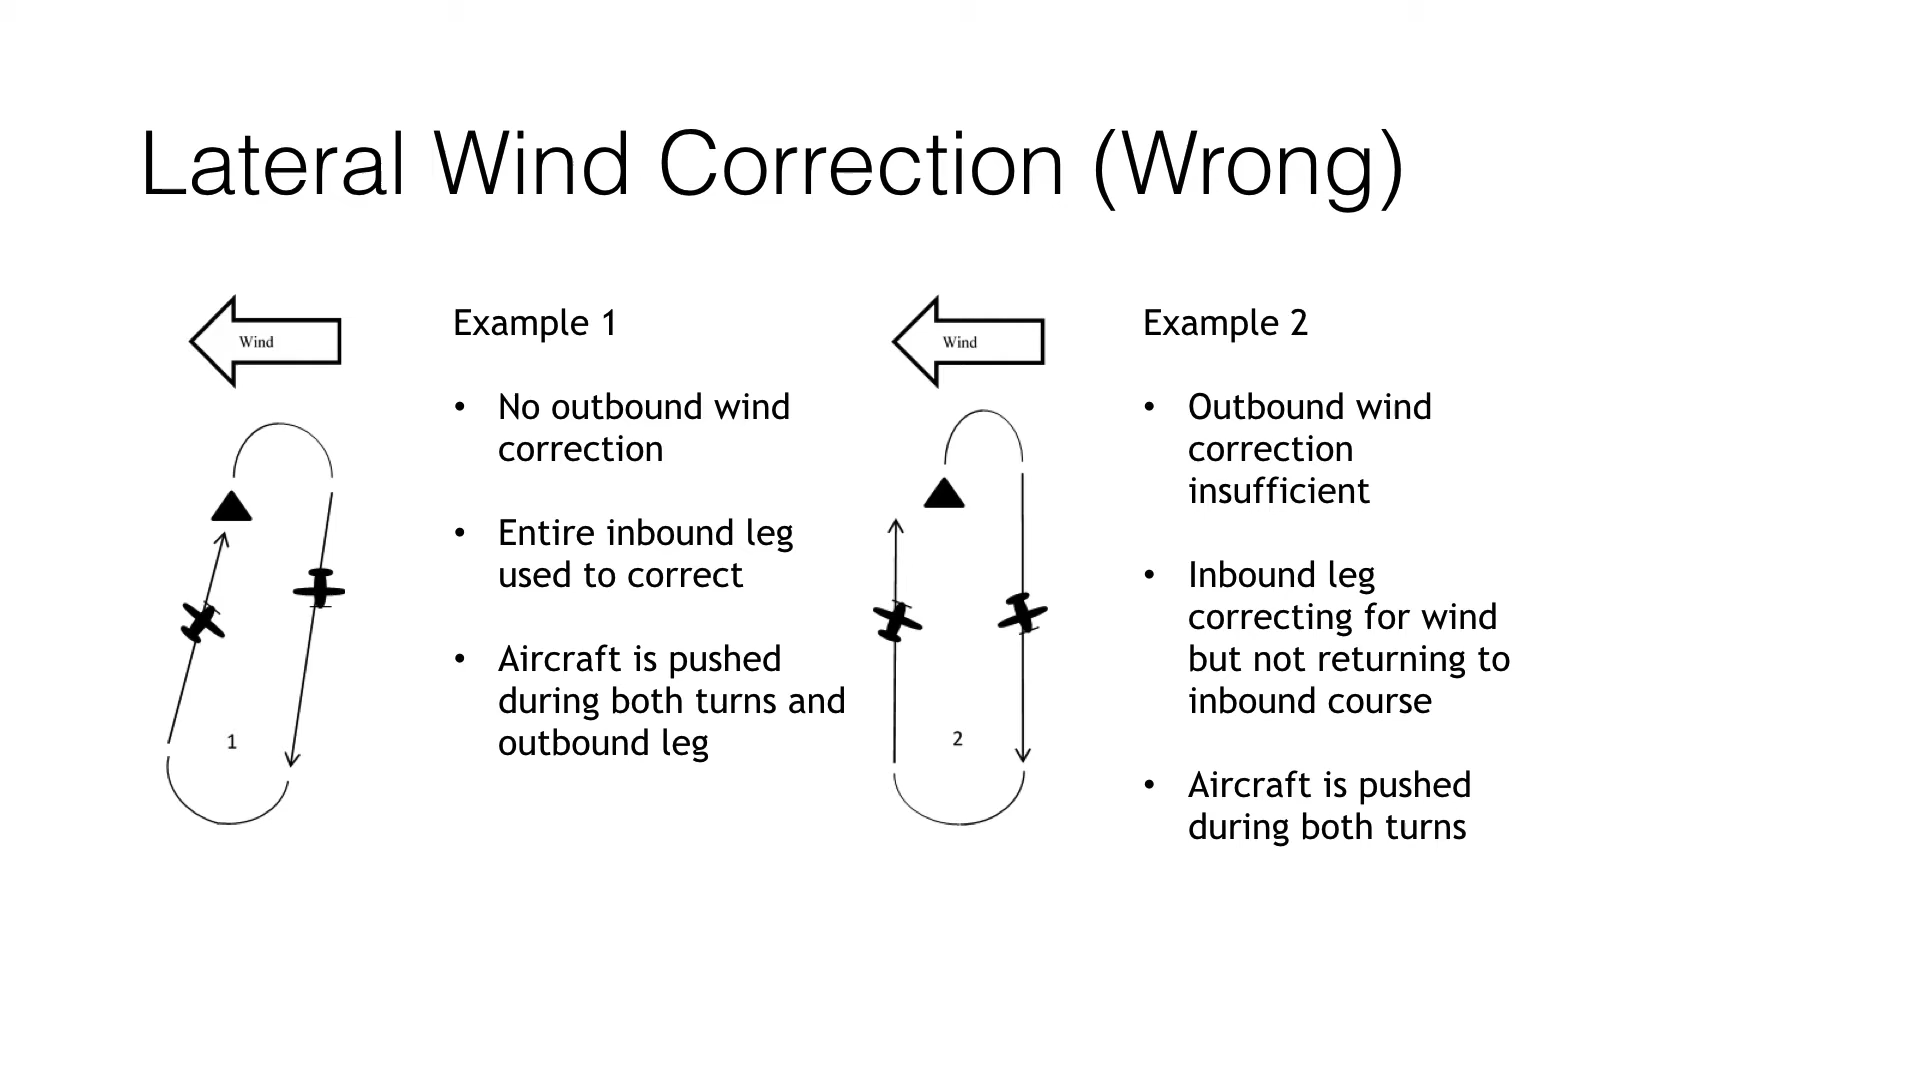 Lateral Wind Correction (Wrong)
Wind
Example 1
• No outbound wind
correction
• Entire inbound leg
used to correct
• Aircraft is pushed
during both turns and
outbound leg
1
Wind
Example 2
• Outbound wind
correction
insufficient
• Inbound leg
correcting for wind
but not returning to
inbound course
• Aircraft is pushed
during both turns
2